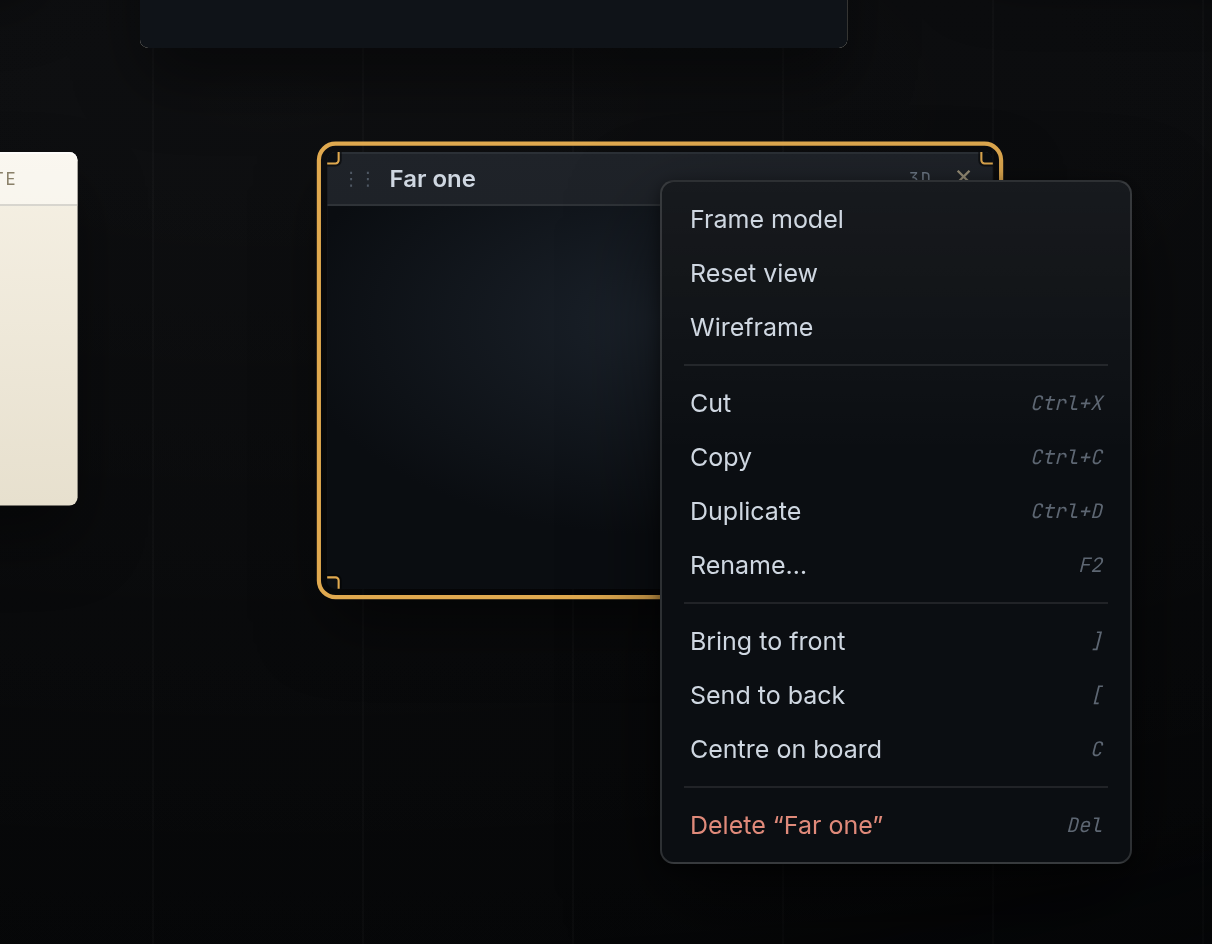 TE
Far one
3D
Frame model
Reset view
Wireframe
Cut Ctrl+X
Copy Ctrl+C
Duplicate Ctrl+D
Rename… F2
Bring to front ]
Send to back [
Centre on board C
Delete “Far one” Del